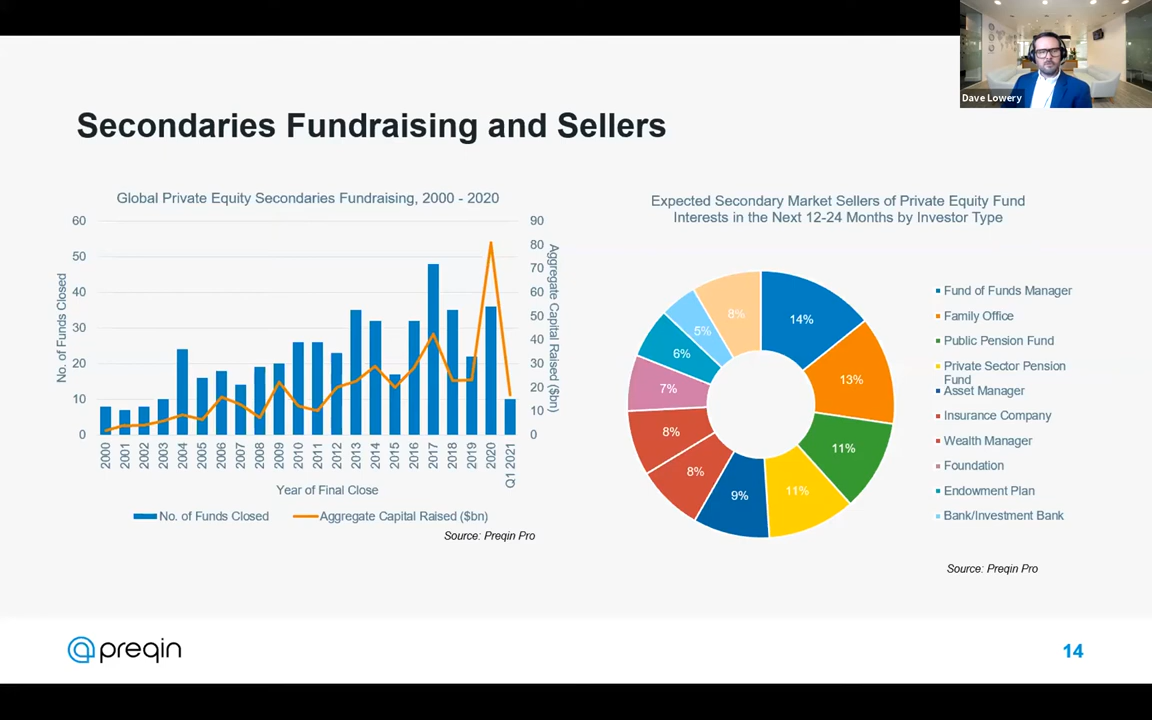 Dave Lowery
Secondaries Fundraising and Sellers
Global Private Equity Secondaries Fundraising, 2000 - 2020
60
50
40
30
20
10
0
No. of Funds Closed
90
80
70
60
50
40
30
20
10
0
Aggregate Capital Raised ($bn)
2000
2001
2002
2003
2004
2005
2006
2007
2008
2009
2010
2011
2012
2013
2014
2015
2016
2017
2018
2019
2020
Q1 2021
Year of Final Close
No. of Funds Closed
Aggregate Capital Raised ($bn)
Source: Preqin Pro
Expected Secondary Market Sellers of Private Equity Fund
Interests in the Next 12-24 Months by Investor Type
14%
13%
11%
11%
9%
8%
8%
7%
6%
5%
8%
Fund of Funds Manager
Family Office
Public Pension Fund
Private Sector Pension
Fund
Asset Manager
Insurance Company
Wealth Manager
Foundation
Endowment Plan
Bank/Investment Bank
Source: Preqin Pro
preqin
14